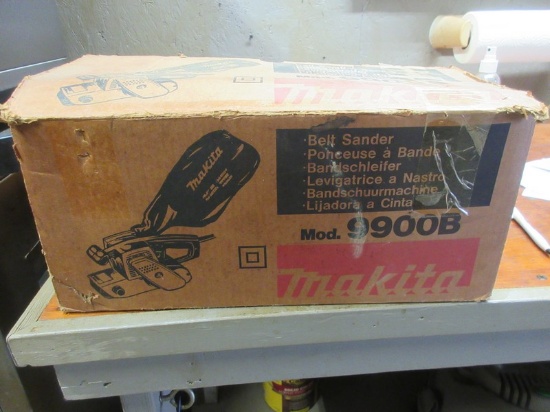 makita
makita
·Belt Sander
·Ponceuse à Bande
·Bandschleifer
·Levigatrice a Nastro
·Bandschuurmachine
·Lijadora a Cinta
Mod. 9900B
makita